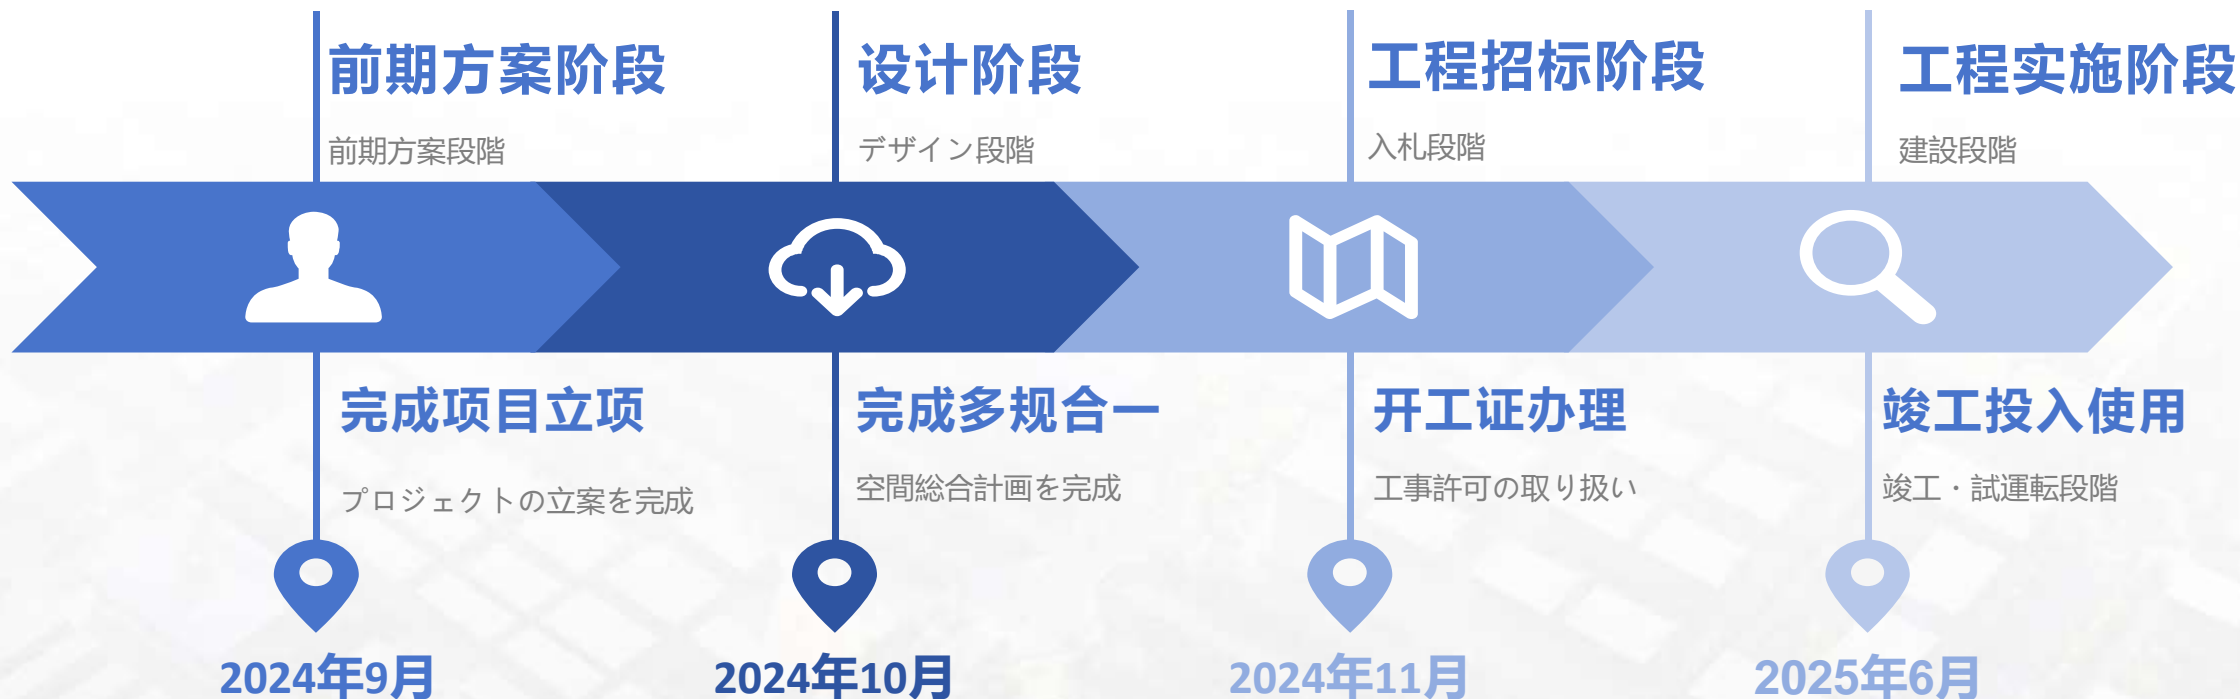 前期方案阶段
前期方案段階
设计阶段
デザイン段階
工程招标阶段
入札段階
工程实施阶段
建設段階
完成项目立项
プロジェクトの立案を完成
完成多规合一
空間総合計画を完成
开工证办理
工事許可の取り扱い
竣工投入使用
竣工・試運転段階
2024年9月
2024年10月
2024年11月
2025年6月